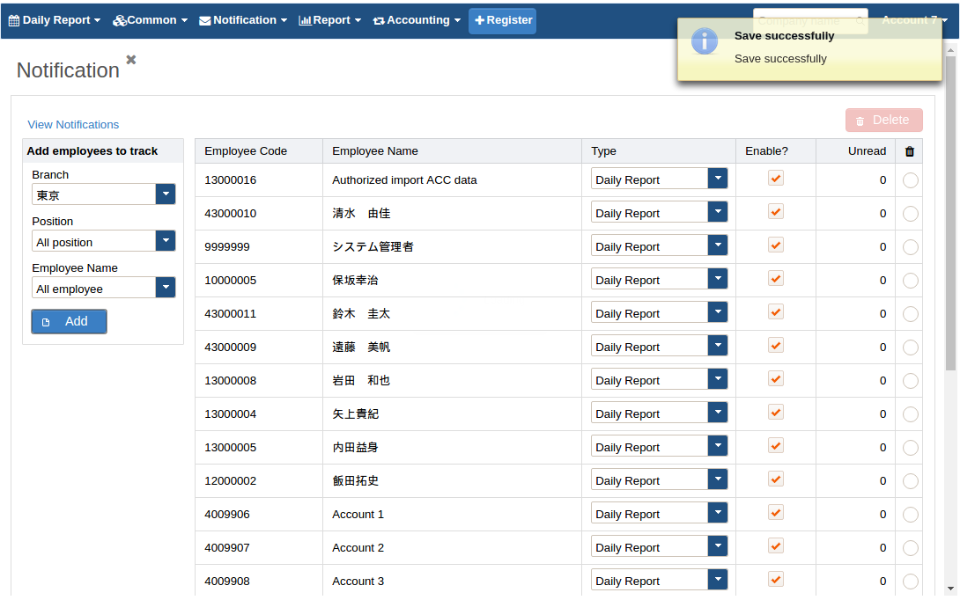 Daily Report Common Notification Report Accounting Register Account 7
Save successfully
Save successfully
Notification
Delete
View Notifications
Add employees to track
Branch
東京
Position
All position
Employee Name
All employee
Add
Employee Code Employee Name Type Enable? Unread
13000016 Authorized import ACC data Daily Report 0
43000010 清水　由佳 Daily Report 0
9999999 システム管理者 Daily Report 0
10000005 保坂幸治 Daily Report 0
43000011 鈴木　圭太 Daily Report 0
43000009 遠藤　美帆 Daily Report 0
13000008 岩田　和也 Daily Report 0
13000004 矢上貴紀 Daily Report 0
13000005 内田益身 Daily Report 0
12000002 飯田拓史 Daily Report 0
4009906 Account 1 Daily Report 0
4009907 Account 2 Daily Report 0
4009908 Account 3 Daily Report 0